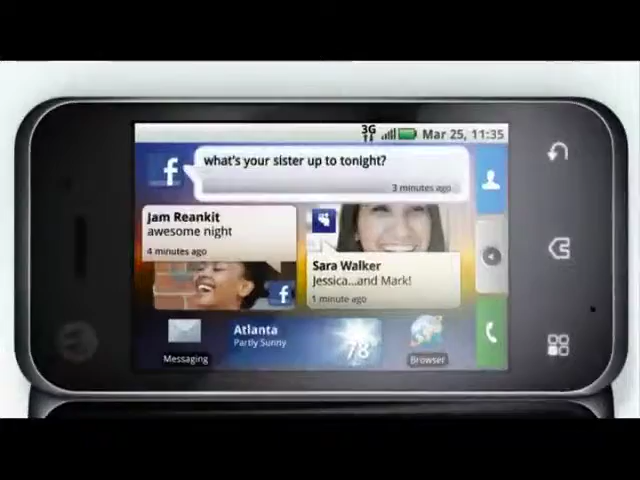 3G
Mar 25, 11:35
what's your sister up to tonight?
3 minutes ago
Jam Reankit
awesome night
4 minutes ago
Sara Walker
Jessica...and Mark!
1 minute ago
Atlanta
Partly Sunny
78
Messaging
Browser